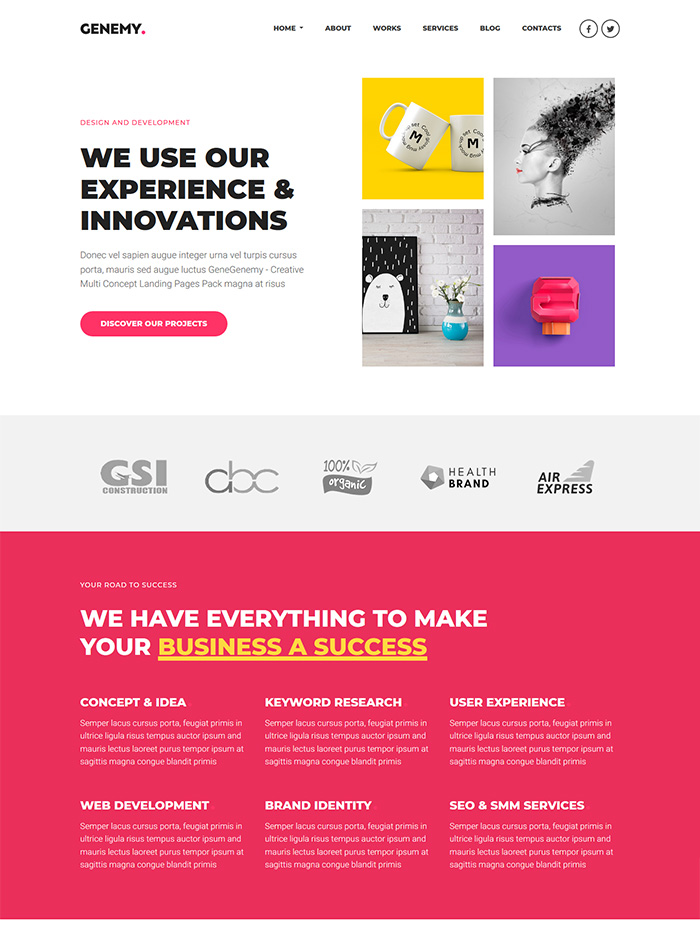 GENEMY.
HOME
ABOUT
WORKS
SERVICES
BLOG
CONTACTS
DESIGN AND DEVELOPMENT
WE USE OUR
EXPERIENCE &
INNOVATIONS
Donec vel sapien augue integer urna vel turpis cursus
porta, mauris sed augue luctus GeneGenemy - Creative
Multi Concept Landing Pages Pack magna at risus
DISCOVER OUR PROJECTS
M
M
GSI
CONSTRUCTION
abc
100%
organic
HEALTH
BRAND
AIR
EXPRESS
YOUR ROAD TO SUCCESS
WE HAVE EVERYTHING TO MAKE
YOUR BUSINESS A SUCCESS
CONCEPT & IDEA
Semper lacus cursus porta, feugiat primis in
ultrice ligula risus tempus auctor ipsum and
mauris lectus laoreet purus tempor ipsum at
sagittis magna congue blandit primis
KEYWORD RESEARCH
Semper lacus cursus porta, feugiat primis in
ultrice ligula risus tempus auctor ipsum and
mauris lectus laoreet purus tempor ipsum at
sagittis magna congue blandit primis
USER EXPERIENCE
Semper lacus cursus porta, feugiat primis in
ultrice ligula risus tempus auctor ipsum and
mauris lectus laoreet purus tempor ipsum at
sagittis magna congue blandit primis
WEB DEVELOPMENT
Semper lacus cursus porta, feugiat primis in
ultrice ligula risus tempus auctor ipsum and
mauris lectus laoreet purus tempor ipsum at
sagittis magna congue blandit primis
BRAND IDENTITY
Semper lacus cursus porta, feugiat primis in
ultrice ligula risus tempus auctor ipsum and
mauris lectus laoreet purus tempor ipsum at
sagittis magna congue blandit primis
SEO & SMM SERVICES
Semper lacus cursus porta, feugiat primis in
ultrice ligula risus tempus auctor ipsum and
mauris lectus laoreet purus tempor ipsum at
sagittis magna congue blandit primis